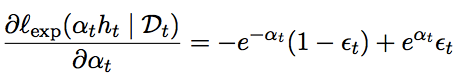 ∂ℓ_exp(α_t h_t | 𝒟_t) / ∂α_t = −e^{−α_t}(1 − ϵ_t) + e^{α_t}ϵ_t